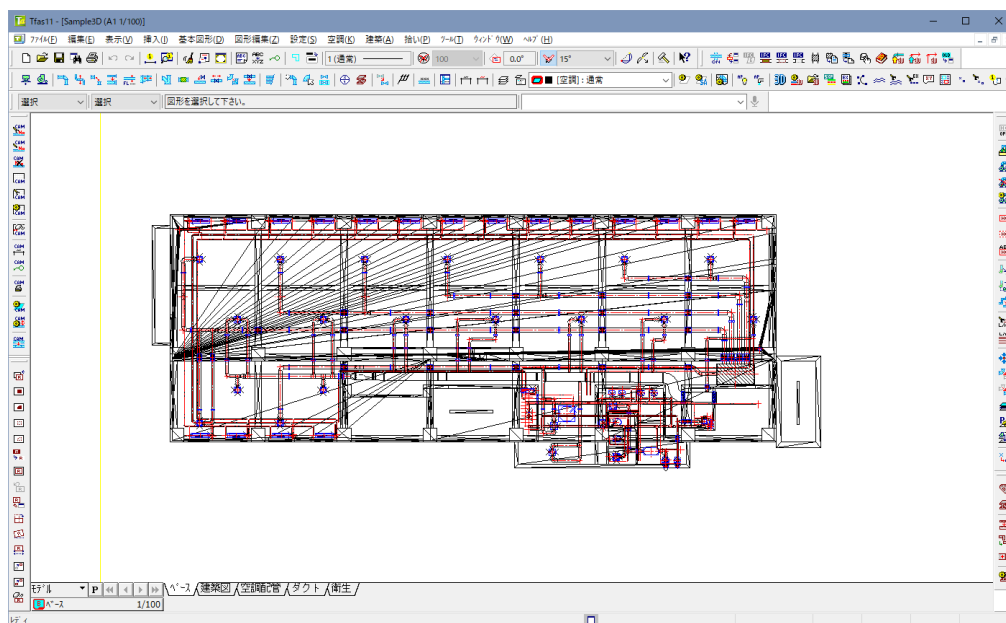 Tfas11 - [Sample3D (A1 1/100)]
ﾌｧｲﾙ(F) 編集(E) 表示(V) 挿入(I) 基本図形(D) 図形編集(Z) 設定(S) 空調(K) 建築(A) 拾い(P) ﾂｰﾙ(T) ｳｨﾝﾄﾞｳ(W) ﾍﾙﾌﾟ(H)
1(通常) 100 0.0° 15°
[空調]:通常
選択 選択 図形を選択して下さい。
ﾓﾃﾞﾙ P ﾍﾞｰｽ 建築図 空調配管 ダクト 衛生
ﾍﾞｰｽ 1/100
ﾚﾃﾞｨ